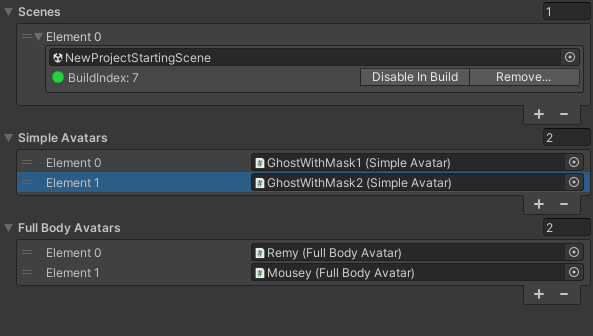 Scenes 1
Element 0
NewProjectStartingScene
BuildIndex: 7 Disable In Build Remove...
+ −
Simple Avatars 2
Element 0 GhostWithMask1 (Simple Avatar)
Element 1 GhostWithMask2 (Simple Avatar)
+ −
Full Body Avatars 2
Element 0 Remy (Full Body Avatar)
Element 1 Mousey (Full Body Avatar)
+ −